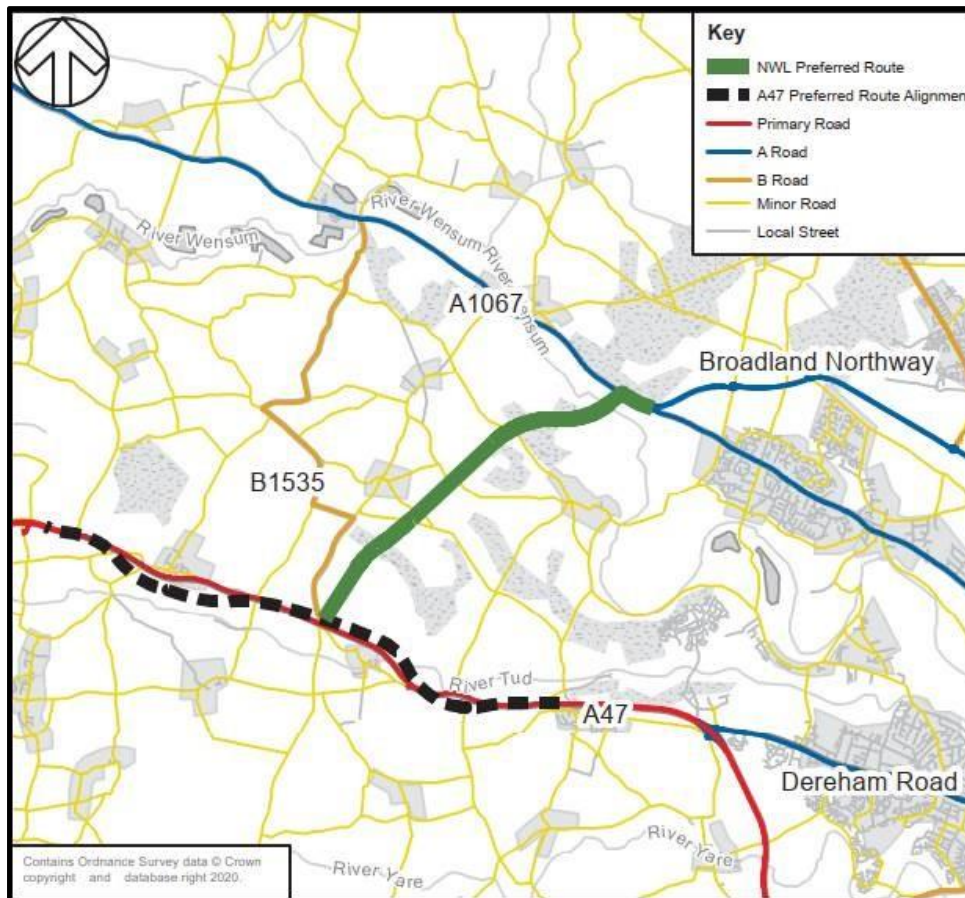 Key
NWL Preferred Route
A47 Preferred Route Alignment
Primary Road
A Road
B Road
Minor Road
Local Street
River Wensum
River Wensum
River Wensum
A1067
Broadland Northway
B1535
River Tud
A47
Dereham Road
River Yare
River Yare
Contains Ordnance Survey data © Crown
copyright and database right 2020.